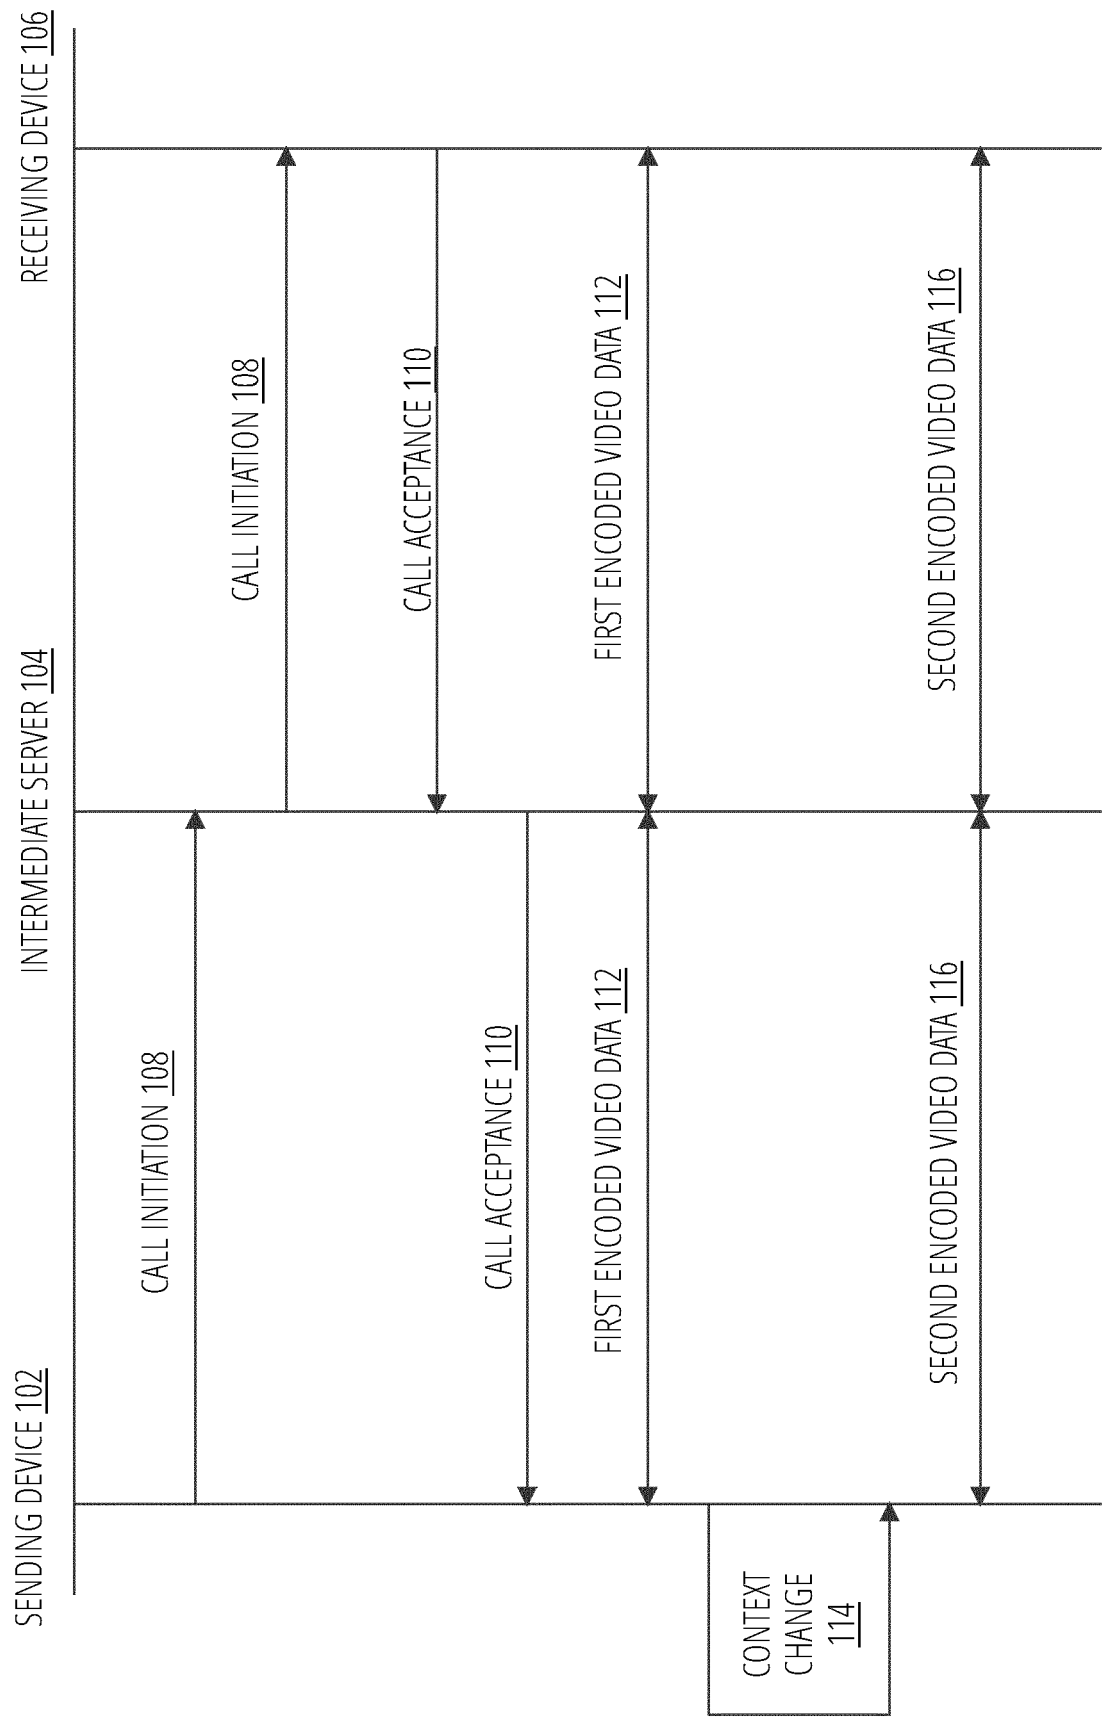 SENDING DEVICE 102
INTERMEDIATE SERVER 104
RECEIVING DEVICE 106
CALL INITIATION 108
CALL INITIATION 108
CALL ACCEPTANCE 110
CALL ACCEPTANCE 110
FIRST ENCODED VIDEO DATA 112
FIRST ENCODED VIDEO DATA 112
CONTEXT
CHANGE
114
SECOND ENCODED VIDEO DATA 116
SECOND ENCODED VIDEO DATA 116